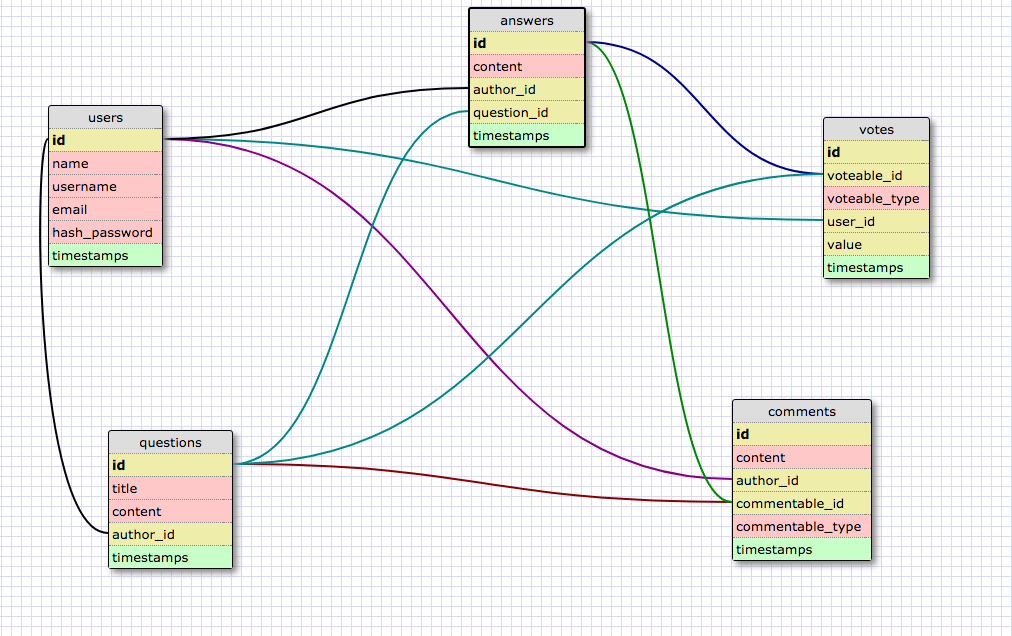 answers
id
content
author_id
question_id
timestamps
users
id
name
username
email
hash_password
timestamps
votes
id
voteable_id
voteable_type
user_id
value
timestamps
questions
id
title
content
author_id
timestamps
comments
id
content
author_id
commentable_id
commentable_type
timestamps